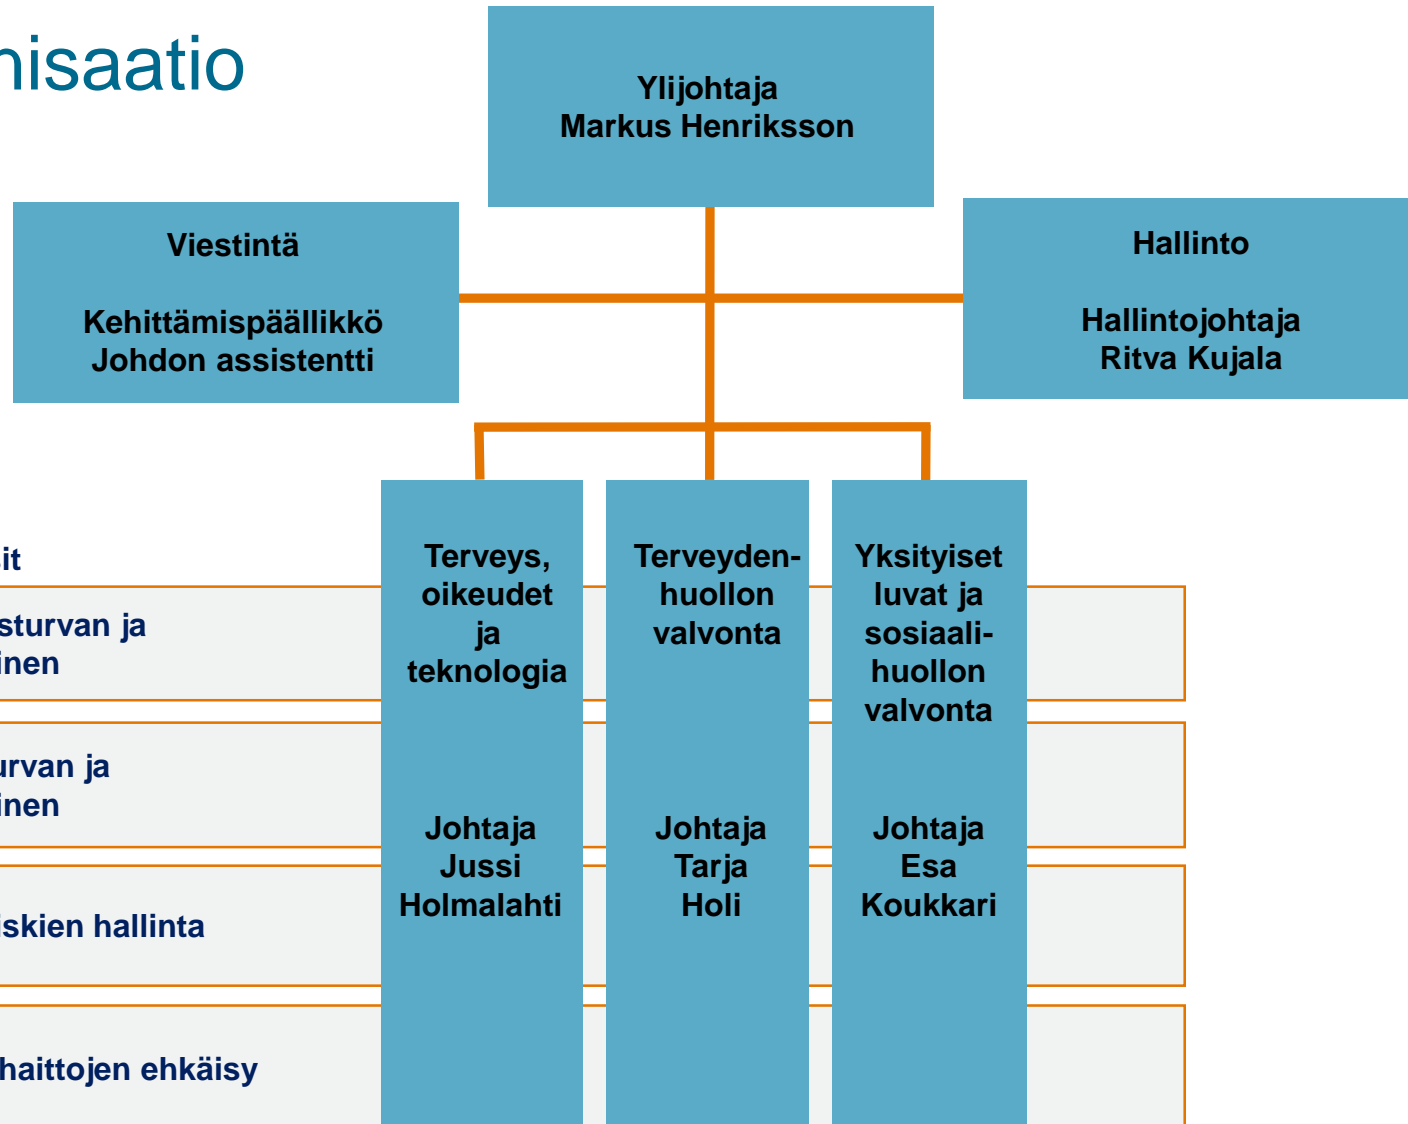 nisaatio
Ylijohtaja
Markus Henriksson
Viestintä
Kehittämispäällikkö
Johdon assistentti
Hallinto
Hallintojohtaja
Ritva Kujala
it
sturvan ja
inen
urvan ja
inen
iskien hallinta
haittojen ehkäisy
Terveys,
oikeudet
ja
teknologia
Johtaja
Jussi
Holmalahti
Terveyden-
huollon
valvonta
Johtaja
Tarja
Holi
Yksityiset
luvat ja
sosiaali-
huollon
valvonta
Johtaja
Esa
Koukkari